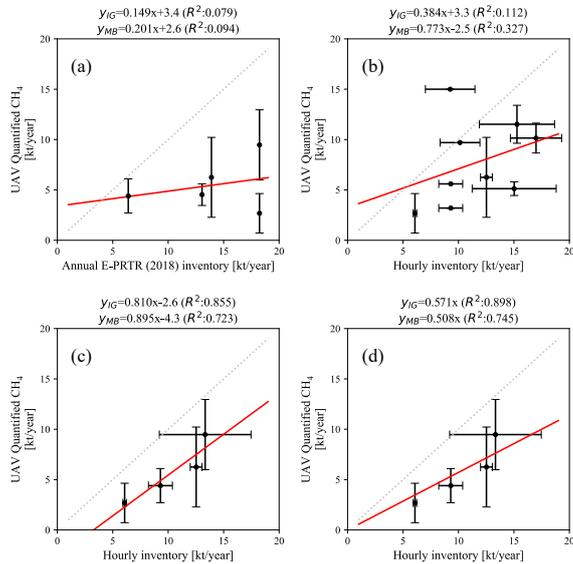 y_IG=0.149x+3.4 (R²:0.079)
y_MB=0.201x+2.6 (R²:0.094)
20
15
10
5
0
UAV Quantified CH₄
[kt/year]
(a)
0 5 10 15 20
Annual E-PRTR (2018) inventory [kt/year]
y_IG=0.384x+3.3 (R²:0.112)
y_MB=0.773x-2.5 (R²:0.327)
20
15
10
5
0
UAV Quantified CH₄
[kt/year]
(b)
0 5 10 15 20
Hourly inventory [kt/year]
y_IG=0.810x-2.6 (R²:0.855)
y_MB=0.895x-4.3 (R²:0.723)
20
15
10
5
0
UAV Quantified CH₄
[kt/year]
(c)
0 5 10 15 20
Hourly inventory [kt/year]
y_IG=0.571x (R²:0.898)
y_MB=0.508x (R²:0.745)
20
15
10
5
0
UAV Quantified CH₄
[kt/year]
(d)
0 5 10 15 20
Hourly inventory [kt/year]